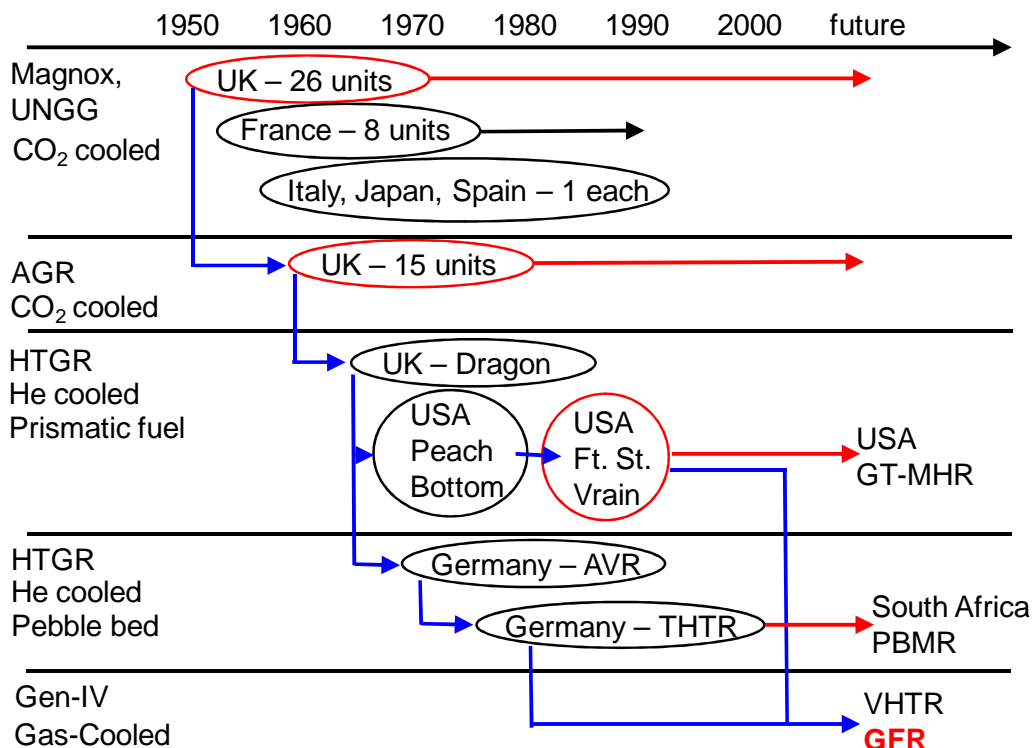 1950 1960 1970 1980 1990 2000 future
Magnox,
UNGG
CO₂ cooled
UK – 26 units
France – 8 units
Italy, Japan, Spain – 1 each
AGR
CO₂ cooled
UK – 15 units
HTGR
He cooled
Prismatic fuel
UK – Dragon
USA
Peach
Bottom
USA
Ft. St.
Vrain
USA
GT-MHR
HTGR
He cooled
Pebble bed
Germany – AVR
Germany – THTR
South Africa
PBMR
Gen-IV
Gas-Cooled
VHTR
GFR